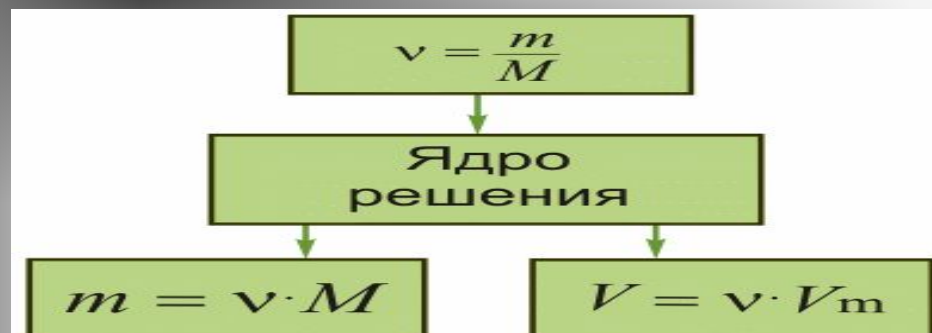 ν = m/M
Ядро
решения
m = ν · M
V = ν · Vm